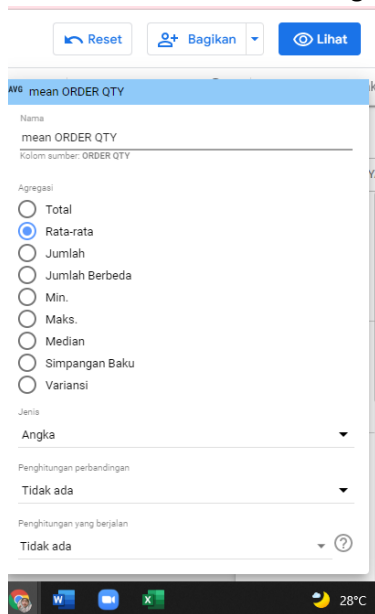 Reset
Bagikan
Lihat
AVG mean ORDER QTY
Nama
mean ORDER QTY
Kolom sumber: ORDER QTY
Agregasi
Total
Rata-rata
Jumlah
Jumlah Berbeda
Min.
Maks.
Median
Simpangan Baku
Variansi
Jenis
Angka
Penghitungan perbandingan
Tidak ada
Penghitungan yang berjalan
Tidak ada
28°C